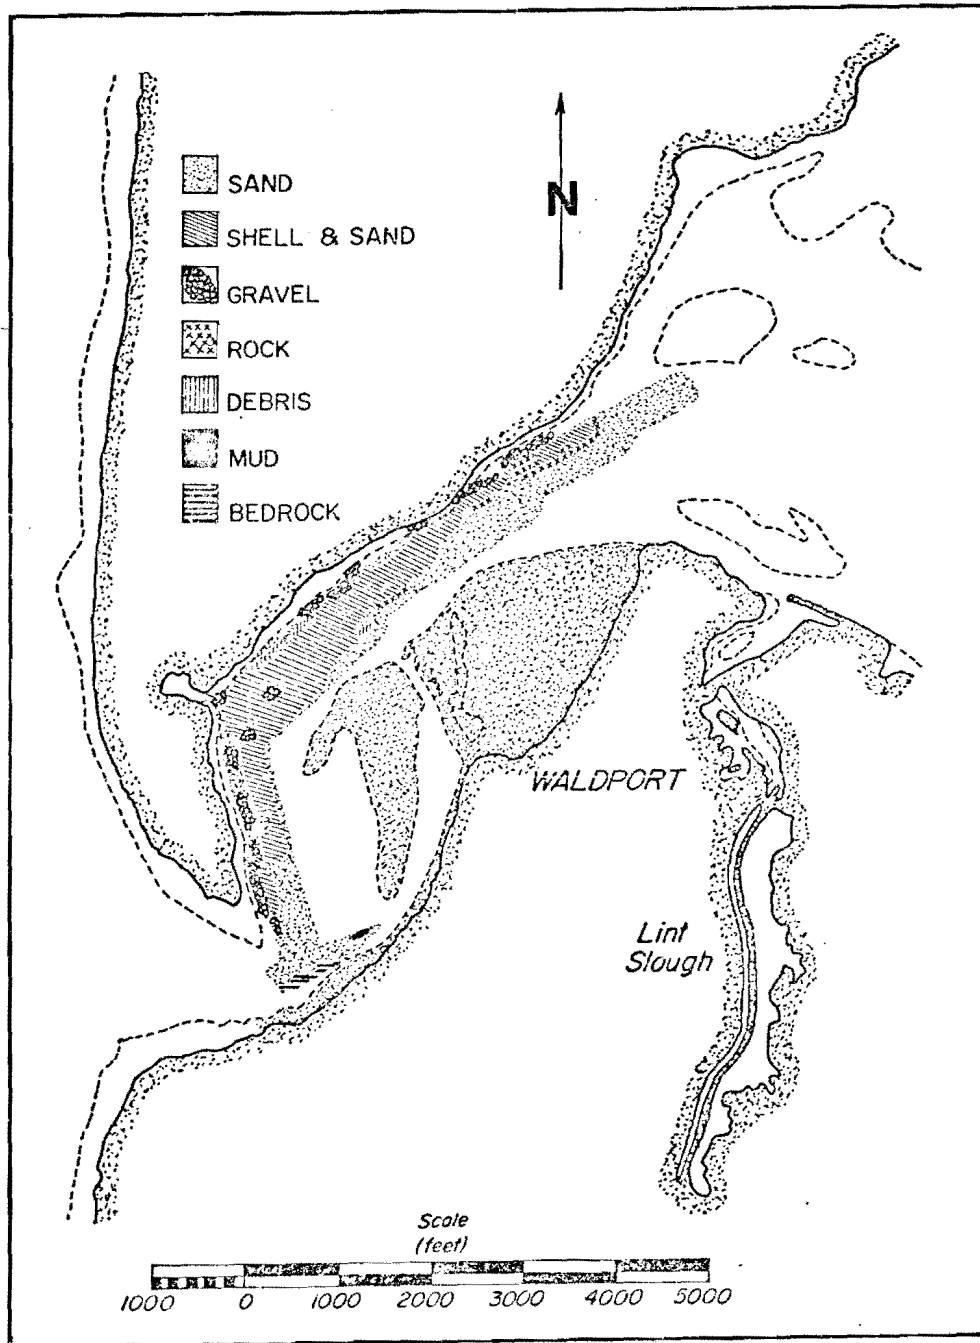 N
SAND
SHELL & SAND
GRAVEL
ROCK
DEBRIS
MUD
BEDROCK
WALDPORT
Lint
Slough
Scale
(feet)
1000 0 1000 2000 3000 4000 5000